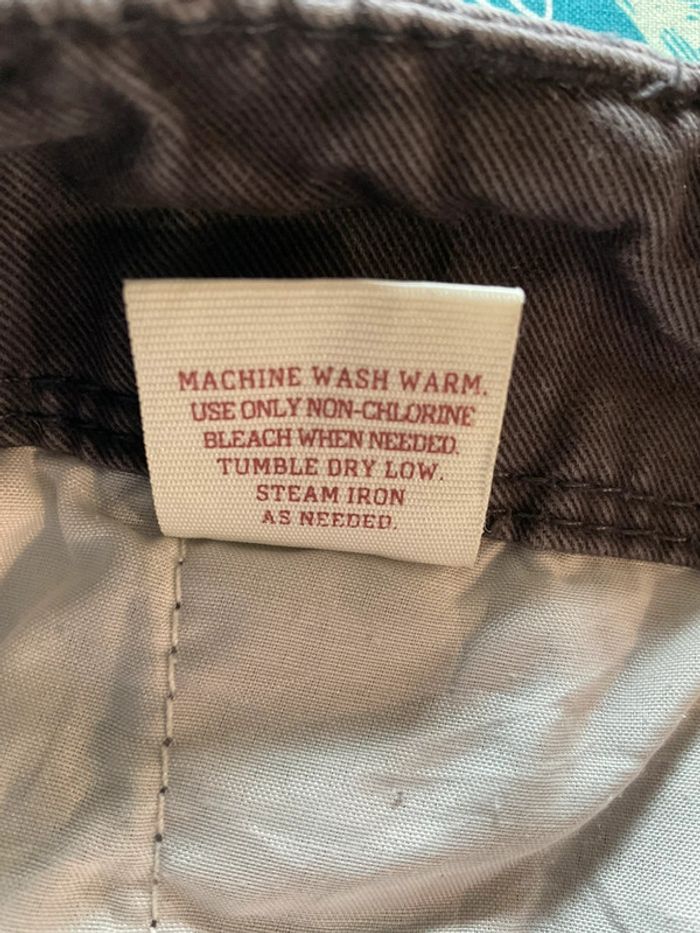 MACHINE WASH WARM.
USE ONLY NON-CHLORINE
BLEACH WHEN NEEDED.
TUMBLE DRY LOW.
STEAM IRON
AS NEEDED.